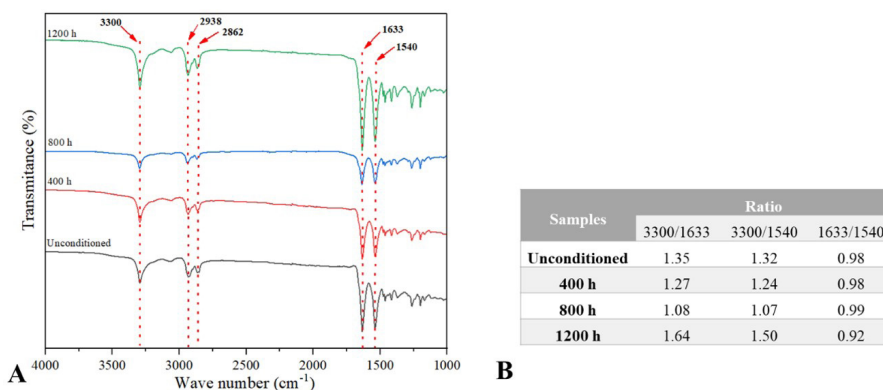 3300
2938
2862
1633
1540
1200 h
800 h
400 h
Unconditioned
Transmitance (%)
4000 3500 3000 2500 2000 1500 1000
Wave number (cm⁻¹)
A
Samples Ratio
3300/1633 3300/1540 1633/1540
Unconditioned 1.35 1.32 0.98
400 h 1.27 1.24 0.98
800 h 1.08 1.07 0.99
1200 h 1.64 1.50 0.92
B